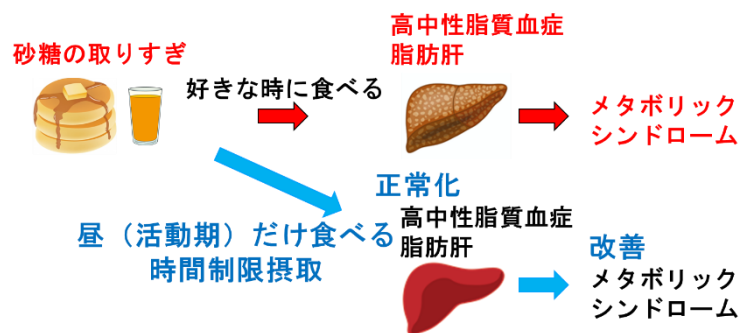 砂糖の取りすぎ
好きな時に食べる
高中性脂質血症
脂肪肝
メタボリック
シンドローム
昼（活動期）だけ食べる
時間制限摂取
正常化
高中性脂質血症
脂肪肝
改善
メタボリック
シンドローム